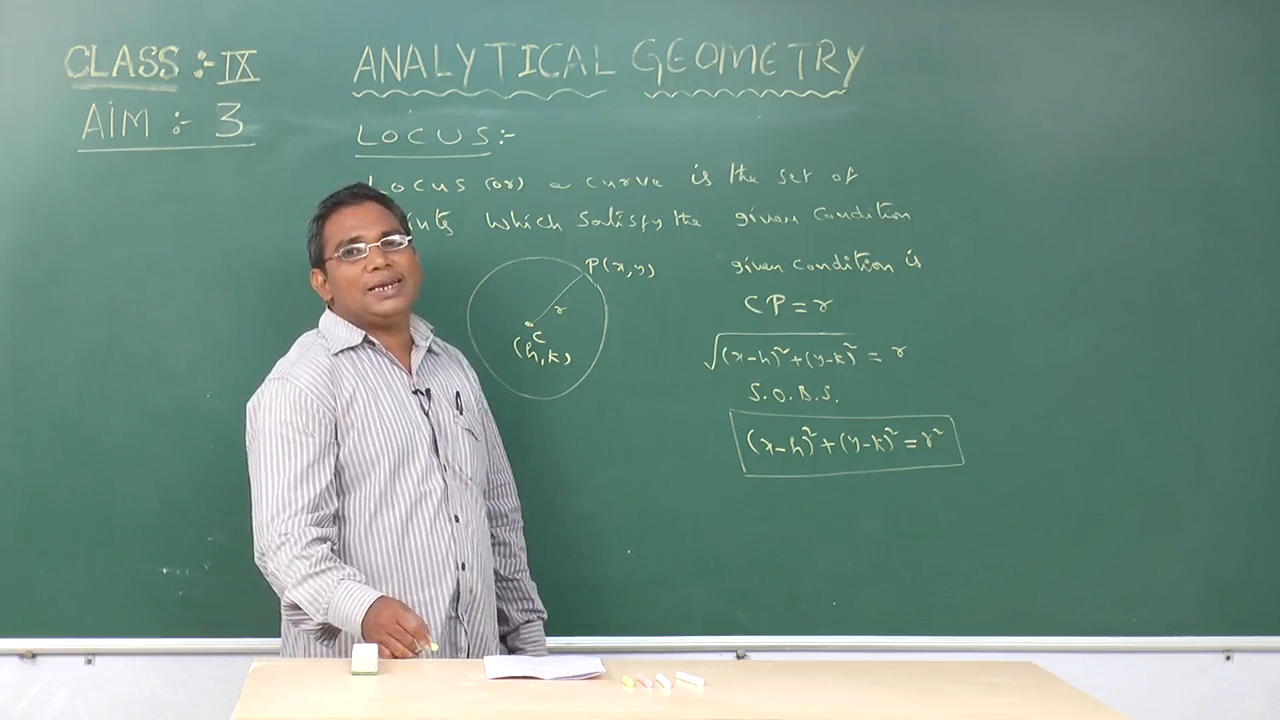 CLASS :- IX
AIM :- 3
ANALYTICAL GEOMETRY
LOCUS :-
Locus (or) a curve is the set of
which satisfy the given condition
P(x,y)
r
C
(h,k)
given condition is
CP = r
√(x-h)²+(y-k)² = r
S.O.B.S.
(x-h)²+(y-k)² = r²